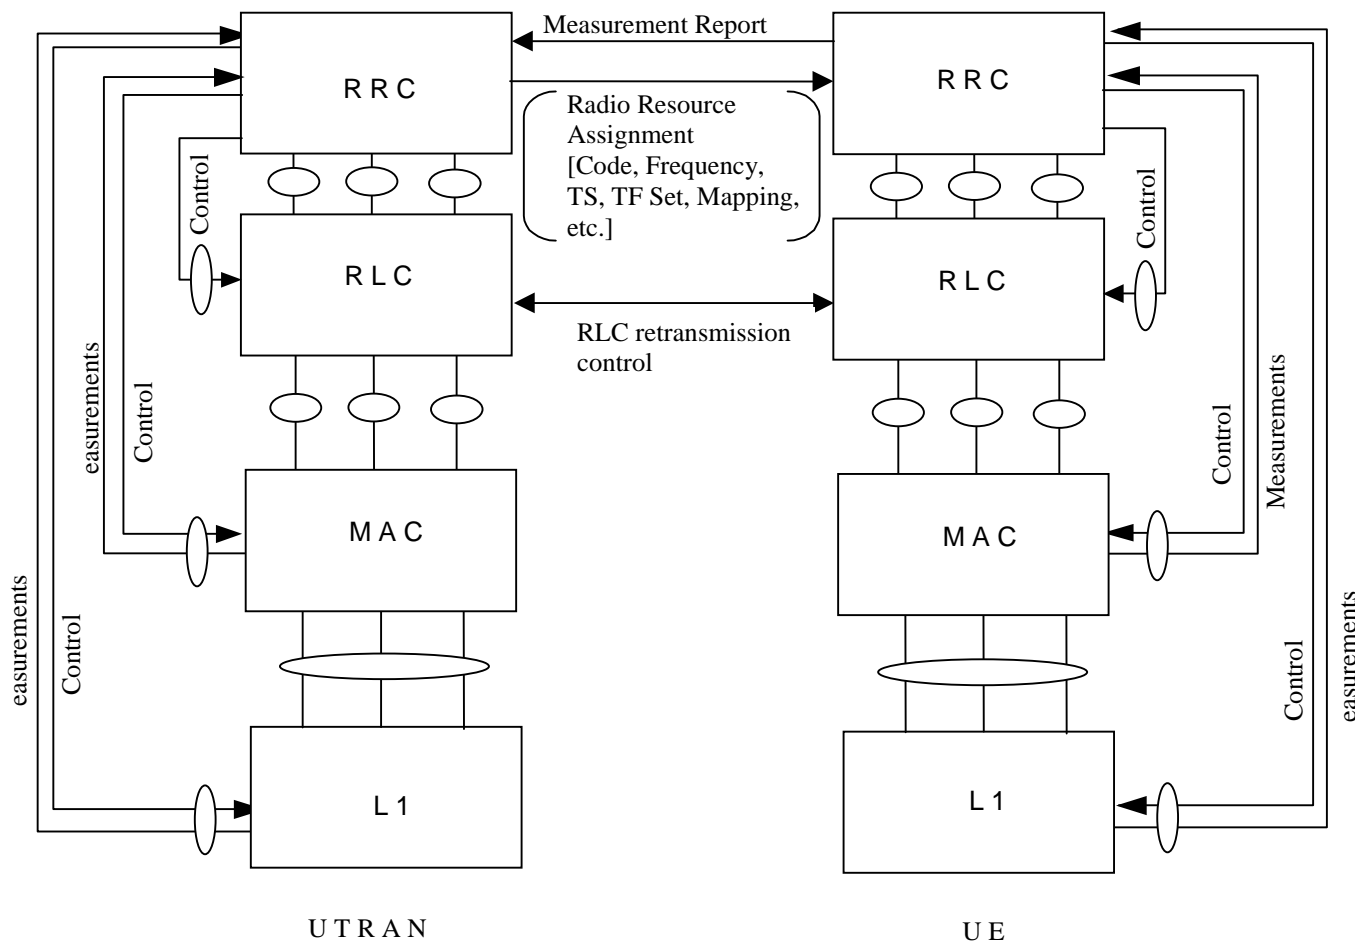 Measurement Report
R R C
R R C
Radio Resource
Assignment
[Code, Frequency,
TS, TF Set, Mapping,
etc.]
Control
Control
R L C
R L C
RLC retransmission
control
easurements
Control
Control
Measurements
M A C
M A C
easurements
Control
Control
easurements
L 1
L 1
U T R A N
U E